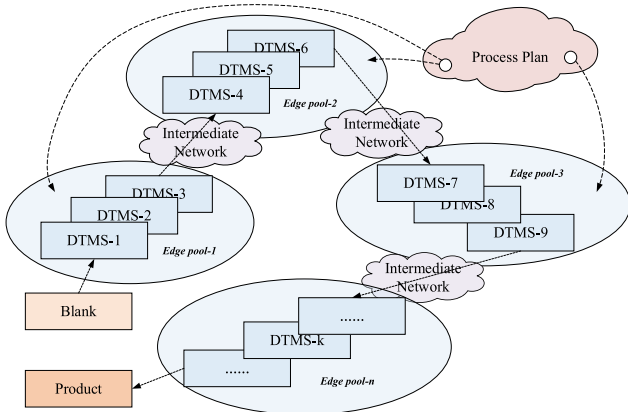 DTMS-6
DTMS-5
DTMS-4
Edge pool-2
Process Plan
Intermediate
Network
Intermediate
Network
DTMS-3
DTMS-2
DTMS-1
Edge pool-1
DTMS-7
Edge pool-3
DTMS-8
DTMS-9
Intermediate
Network
Blank
......
DTMS-k
......
Edge pool-n
Product